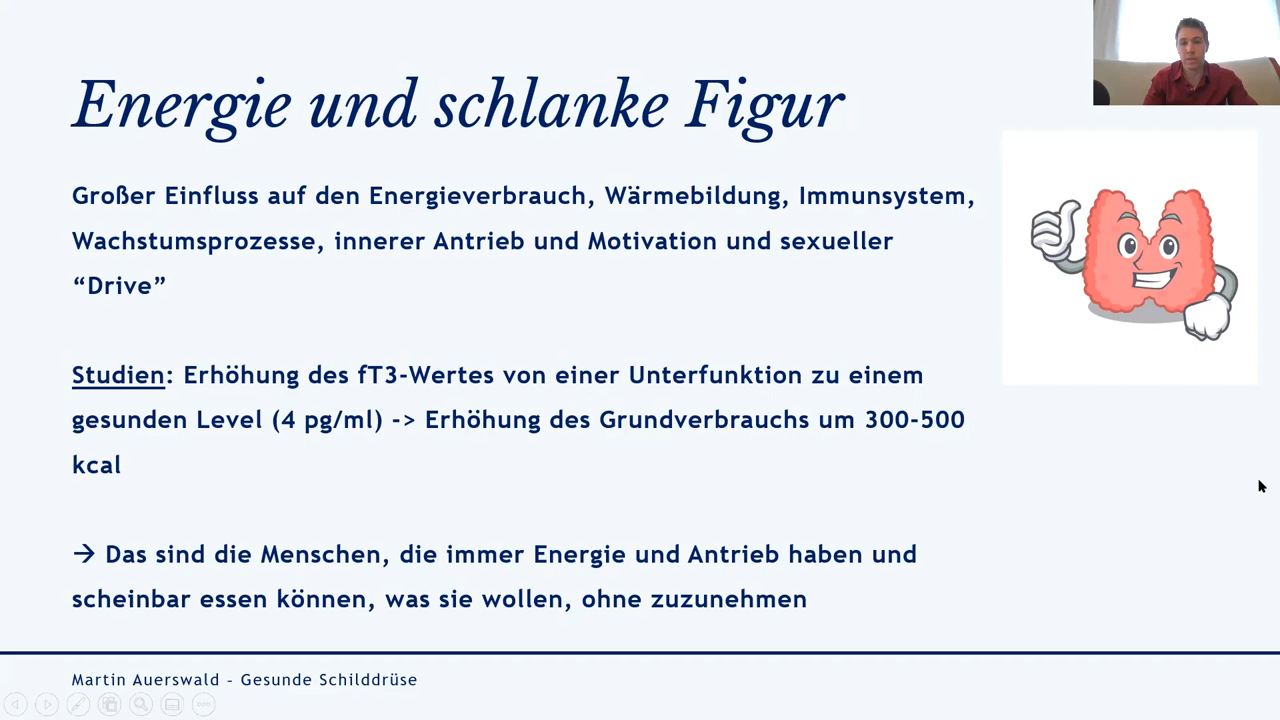 Energie und schlanke Figur
Großer Einfluss auf den Energieverbrauch, Wärmebildung, Immunsystem,
Wachstumsprozesse, innerer Antrieb und Motivation und sexueller
“Drive”
Studien: Erhöhung des fT3-Wertes von einer Unterfunktion zu einem
gesunden Level (4 pg/ml) -> Erhöhung des Grundverbrauchs um 300-500
kcal
→ Das sind die Menschen, die immer Energie und Antrieb haben und
scheinbar essen können, was sie wollen, ohne zuzunehmen
Martin Auerswald - Gesunde Schilddrüse